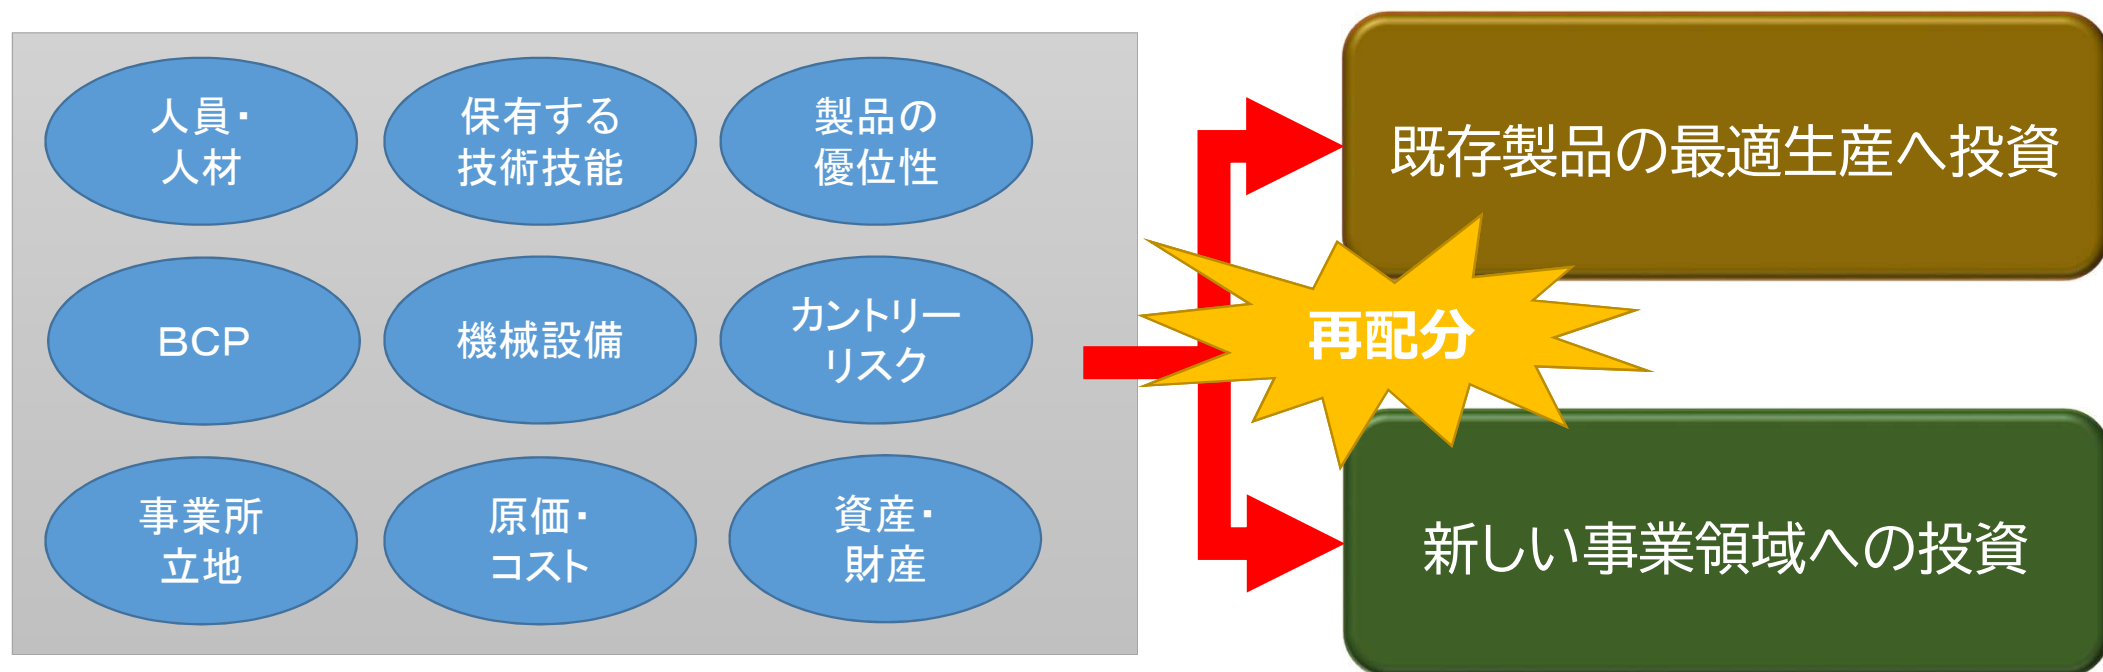 人員・
人材
保有する
技術技能
製品の
優位性
BCP
機械設備
カントリー
リスク
事業所
立地
原価・
コスト
資産・
財産
再配分
既存製品の最適生産へ投資
新しい事業領域への投資